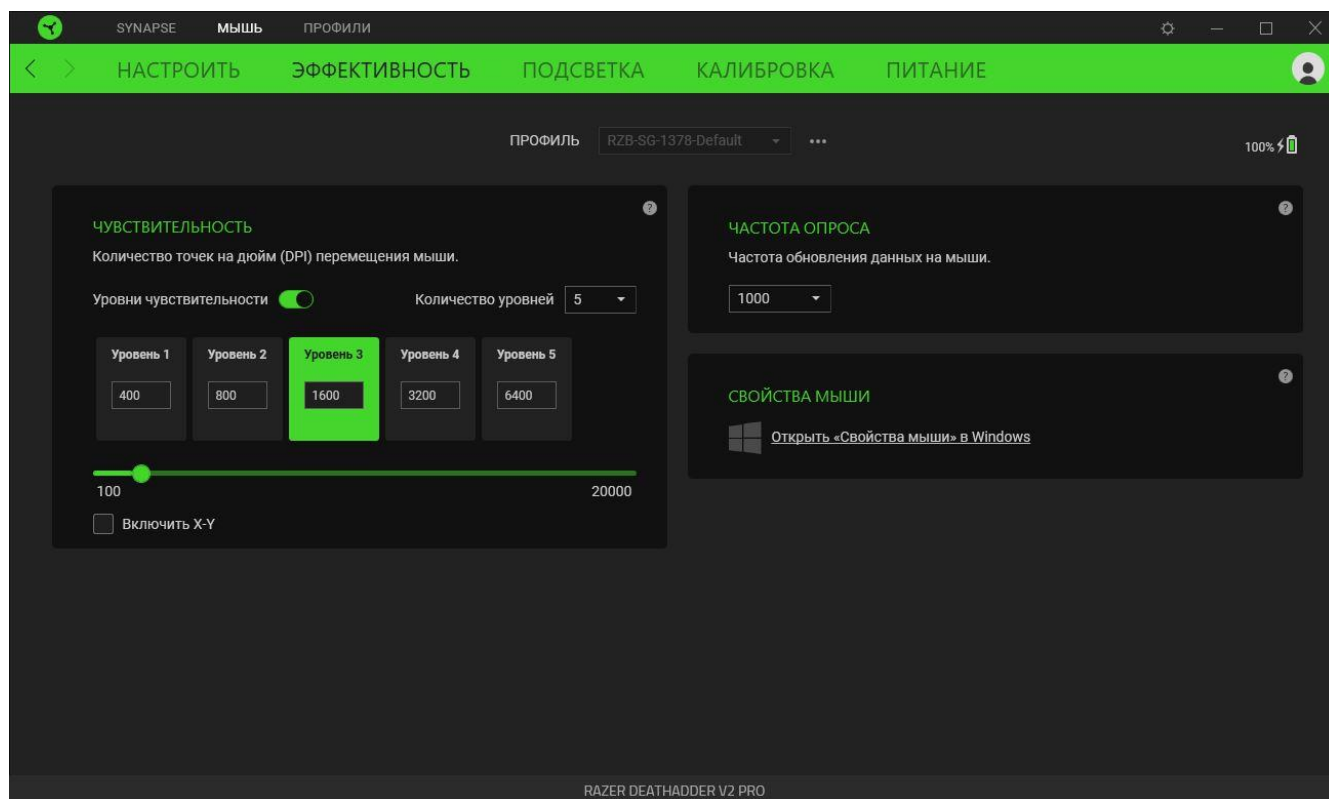 SYNAPSE МЫШЬ ПРОФИЛИ
НАСТРОИТЬ ЭФФЕКТИВНОСТЬ ПОДСВЕТКА КАЛИБРОВКА ПИТАНИЕ
ПРОФИЛЬ RZB-SG-1378-Default
100%
ЧУВСТВИТЕЛЬНОСТЬ
Количество точек на дюйм (DPI) перемещения мыши.
Уровни чувствительности Количество уровней 5
Уровень 1 Уровень 2 Уровень 3 Уровень 4 Уровень 5
400 800 1600 3200 6400
100 20000
Включить X-Y
ЧАСТОТА ОПРОСА
Частота обновления данных на мыши.
1000
СВОЙСТВА МЫШИ
Открыть «Свойства мыши» в Windows
RAZER DEATHADDER V2 PRO